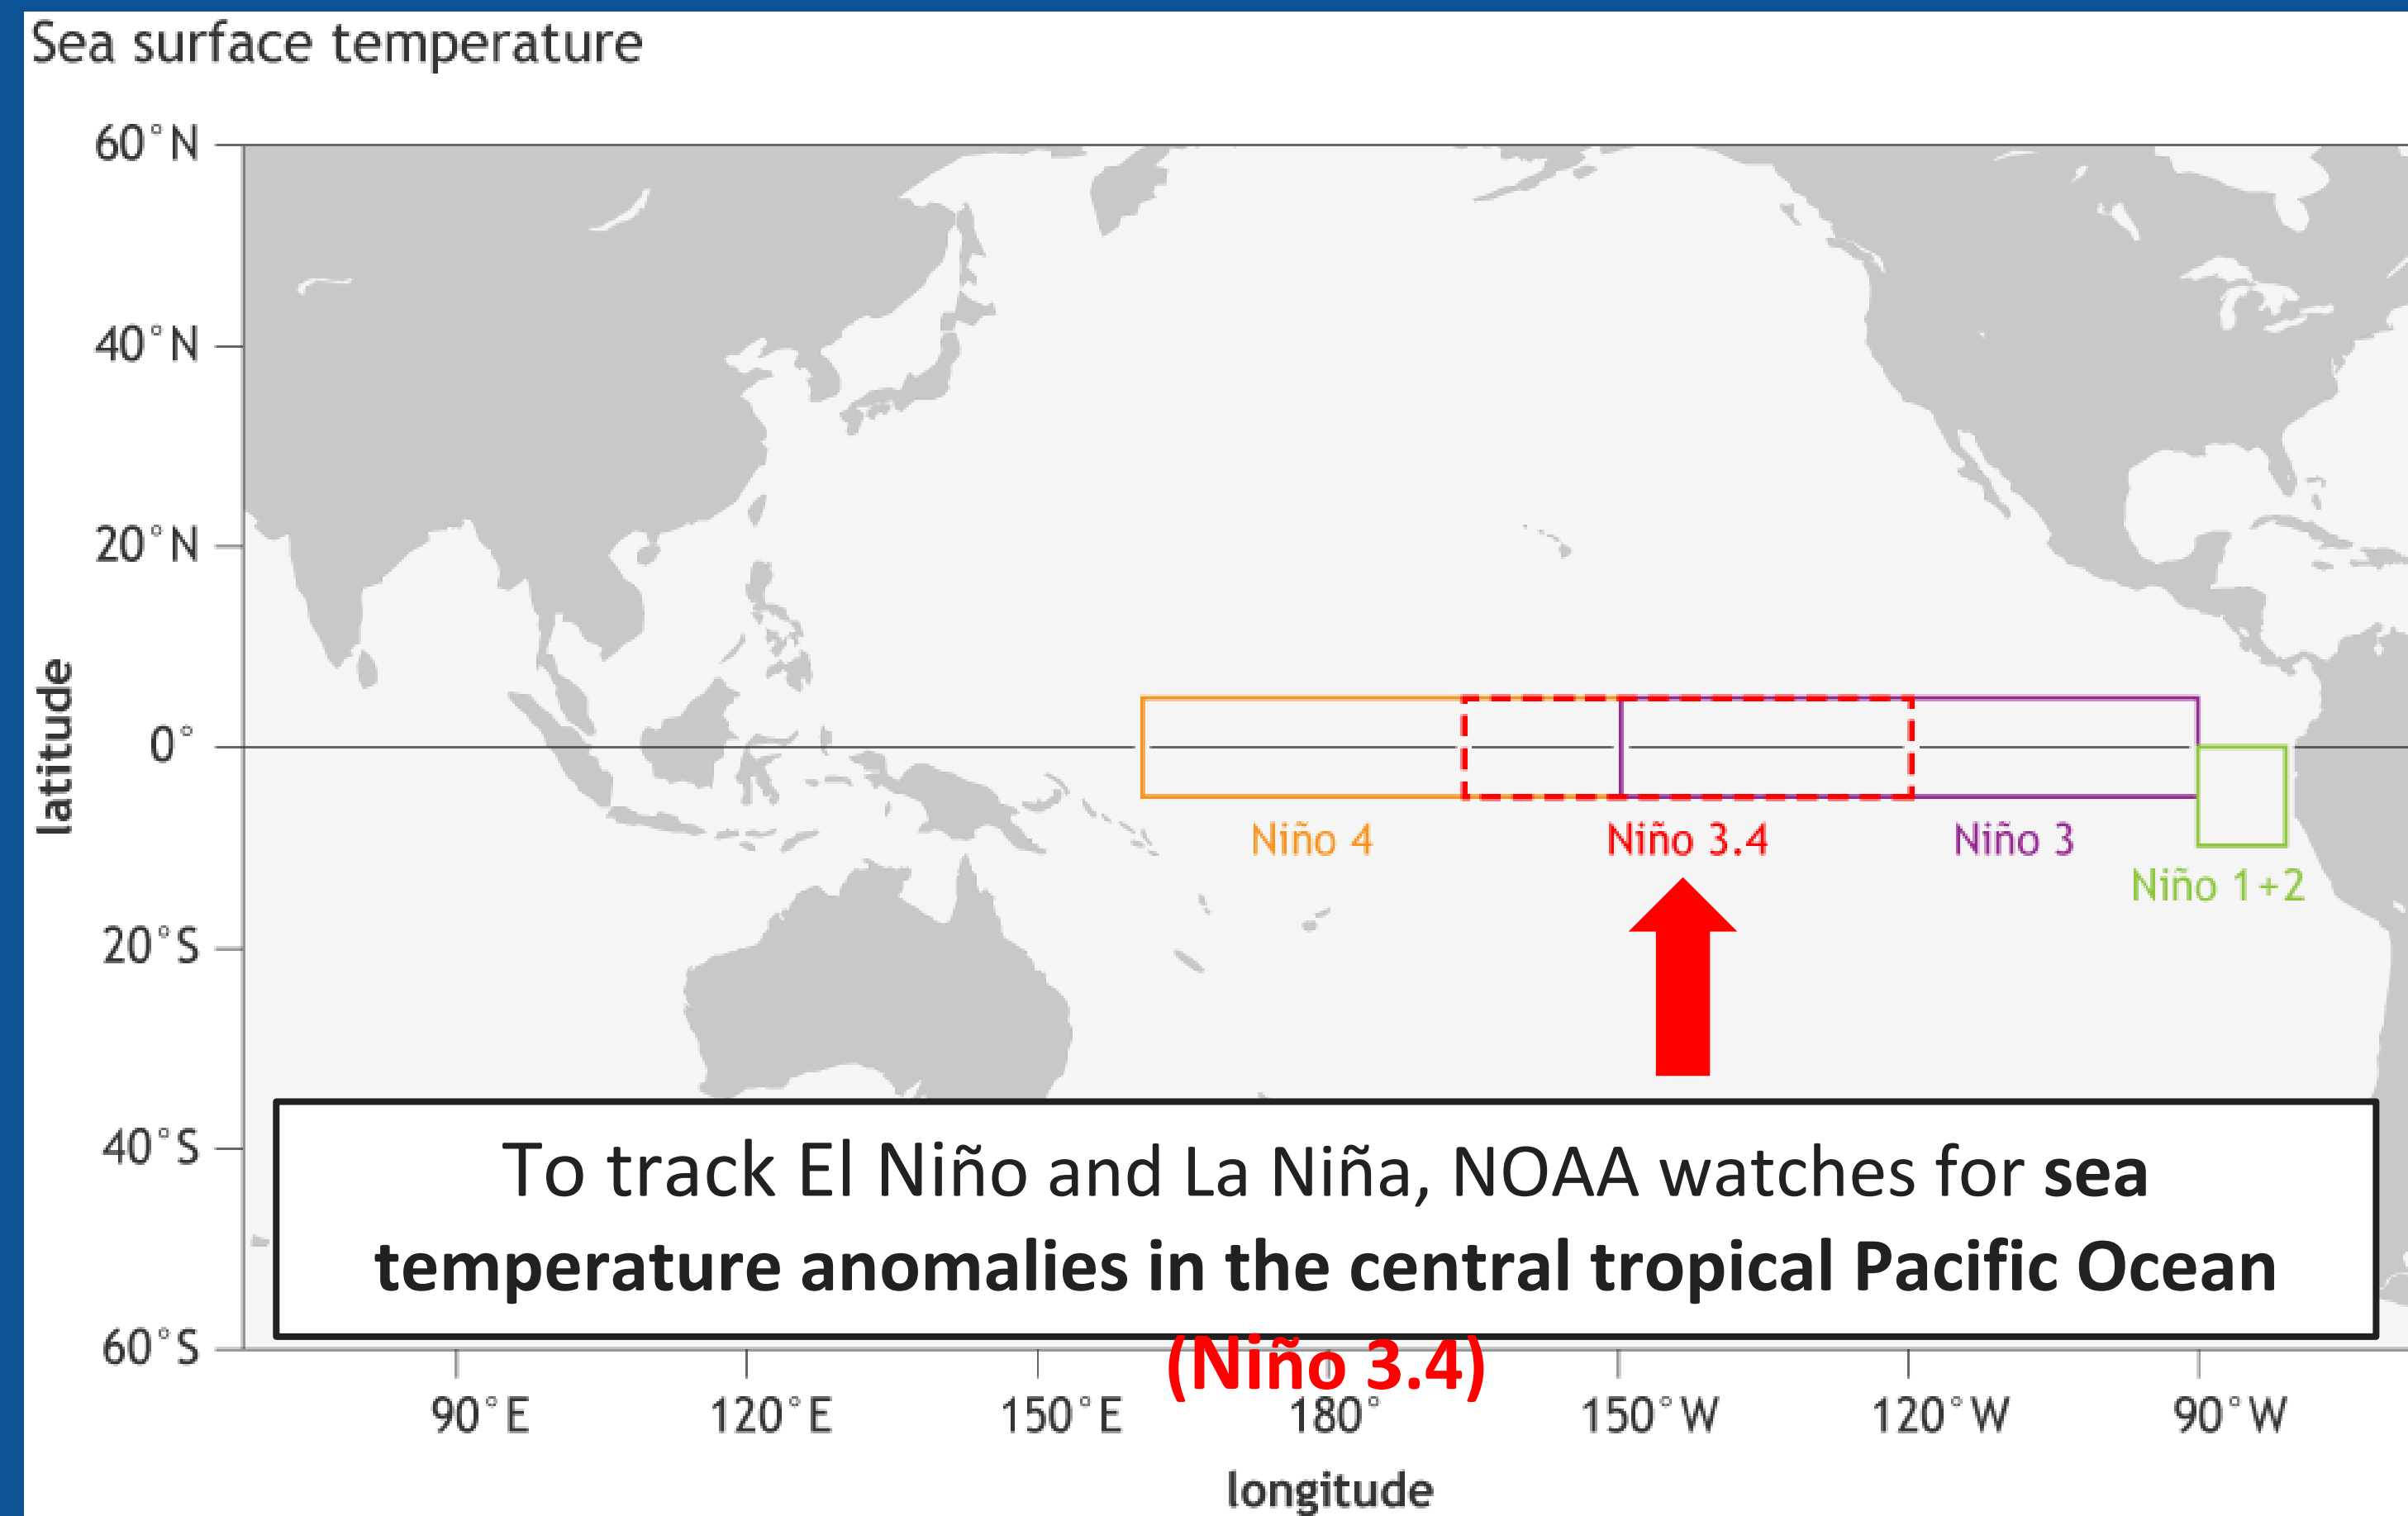 Sea surface temperature
60°N
40°N
20°N
0°
20°S
40°S
60°S
latitude
Niño 4
Niño 3.4
Niño 3
Niño 1+2
To track El Niño and La Niña, NOAA watches for sea
temperature anomalies in the central tropical Pacific Ocean
(Niño 3.4)
90°E
120°E
150°E
180°
150°W
120°W
90°W
longitude